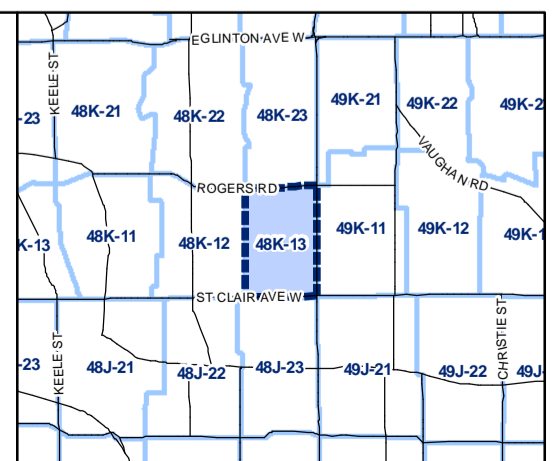 EGLINTON AVE W
KEELE ST
48K-21
48K-22
48K-23
49K-21
49K-22
49K-2
-23
VAUGHAN RD
ROGERS RD
K-13
48K-11
48K-12
48K-13
49K-11
49K-12
49K-1
ST CLAIR AVE W
KEELE ST
CHRISTIE ST
-23
48J-21
48J-22
48J-23
49J-21
49J-22
49J-